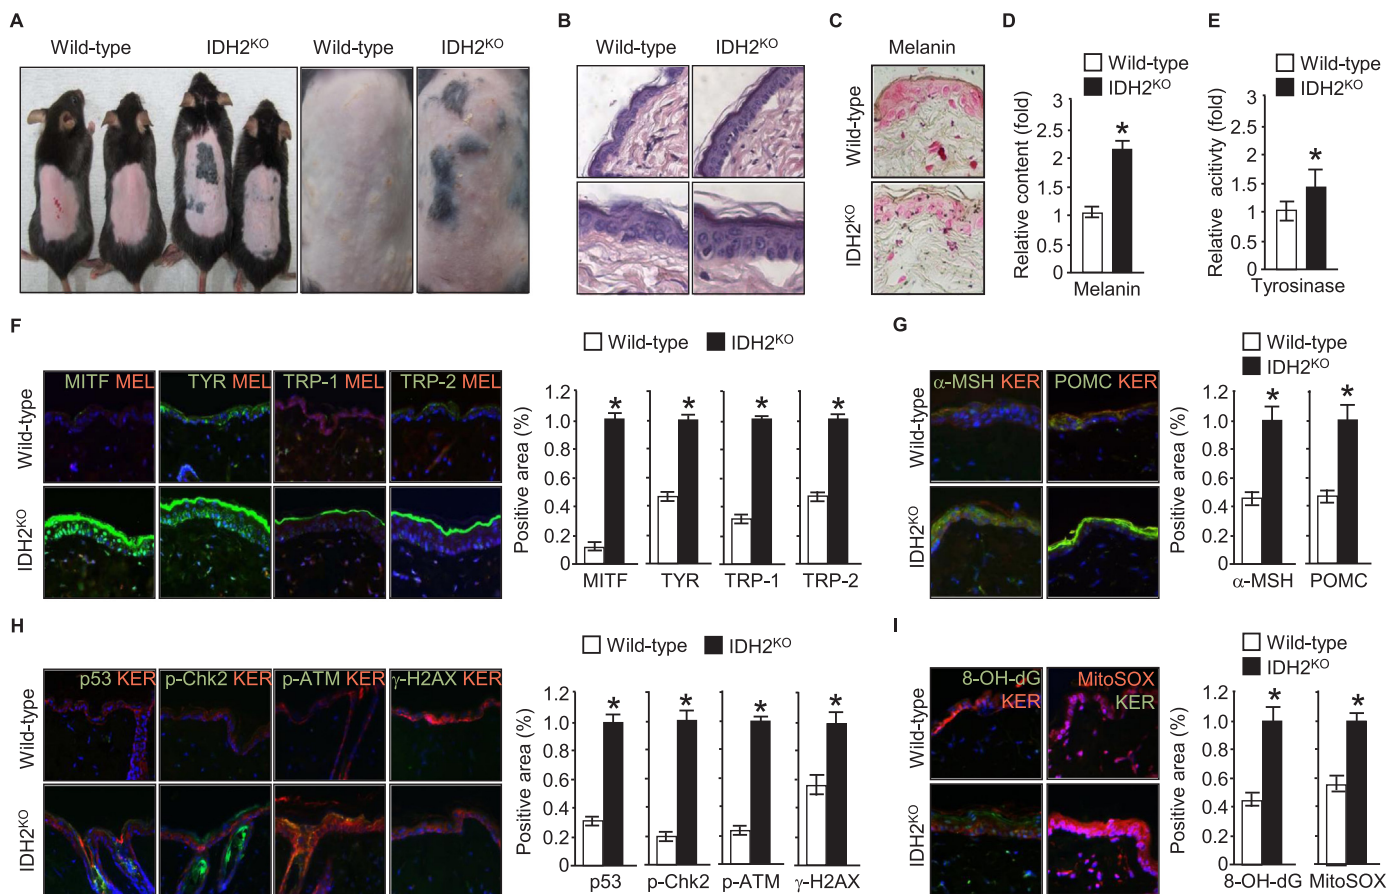 A
Wild-type IDH2KO Wild-type IDH2KO
B
Wild-type IDH2KO
C
Melanin
Wild-type
IDH2KO
D
Wild-type
IDH2KO
Relative content (fold)
*
2.5
2
1.5
1
0.5
0
Melanin
E
Wild-type
IDH2KO
Relative acitivity (fold)
*
3
2.5
2
1.5
1
0.5
0
Tyrosinase
F
Wild-type IDH2KO
MITF MEL TYR MEL TRP-1 MEL TRP-2 MEL
Wild-type
IDH2KO
Positive area (%)
1.2
1.0
0.8
0.6
0.4
0.2
0
* * * *
MITF TYR TRP-1 TRP-2
G
Wild-type
IDH2KO
α-MSH KER POMC KER
Wild-type
IDH2KO
Positive area (%)
1.2
1.0
0.8
0.6
0.4
0.2
0
* *
α-MSH POMC
H
Wild-type IDH2KO
p53 KER p-Chk2 KER p-ATM KER γ-H2AX KER
Wild-type
IDH2KO
Positive area (%)
1.2
1.0
0.8
0.6
0.4
0.2
0
* * * *
p53 p-Chk2 p-ATM γ-H2AX
I
Wild-type
IDH2KO
8-OH-dG MitoSOX
KER KER
Wild-type
IDH2KO
Positive area (%)
1.2
1.0
0.8
0.6
0.4
0.2
0
* *
8-OH-dG MitoSOX